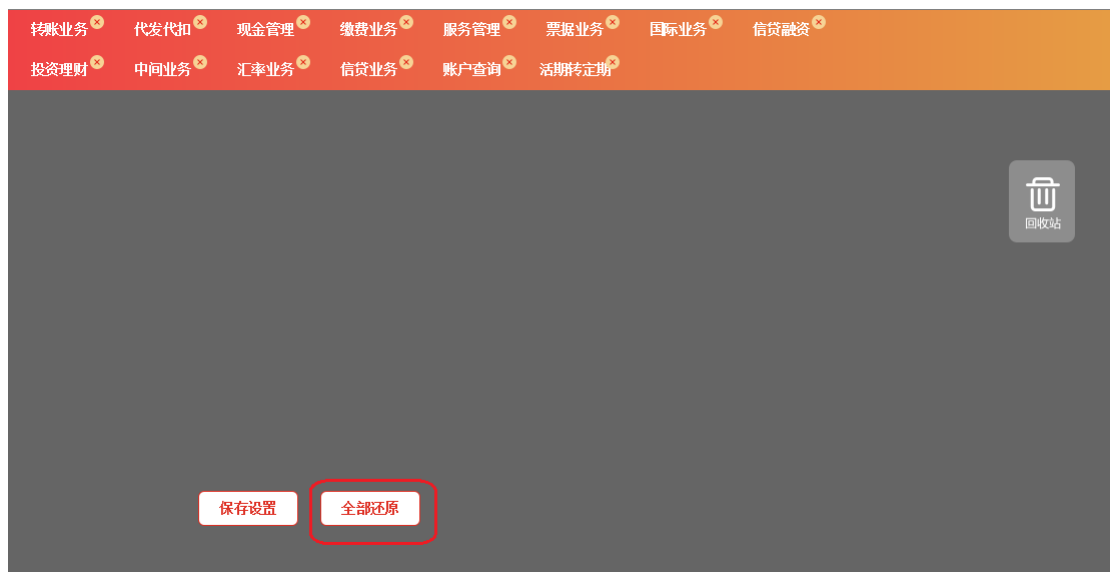 转账业务 代发代扣 现金管理 缴费业务 服务管理 票据业务 国际业务 信贷融资
投资理财 中间业务 汇率业务 信贷业务 账户查询 活期转定期
回收站
保存设置 全部还原